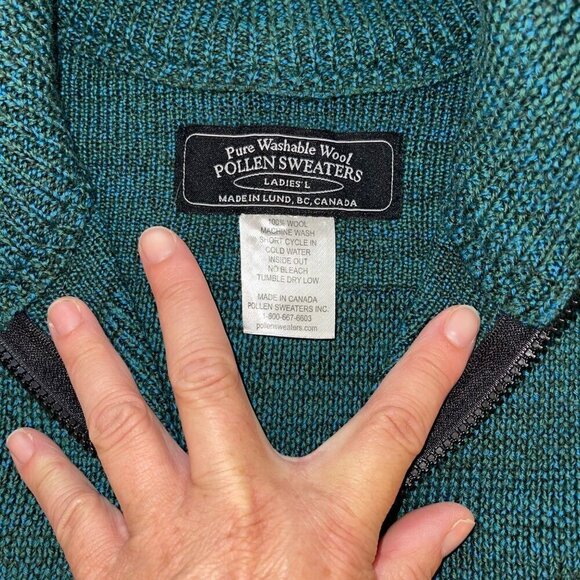 Pure Washable Wool
POLLEN SWEATERS
LADIES' L
MADE IN LUND, BC, CANADA
100% WOOL
MACHINE WASH
SHORT CYCLE IN
COLD WATER
INSIDE OUT
NO BLEACH
TUMBLE DRY LOW
MADE IN CANADA
POLLEN SWEATERS INC.
1-800-667-6603
pollensweaters.com